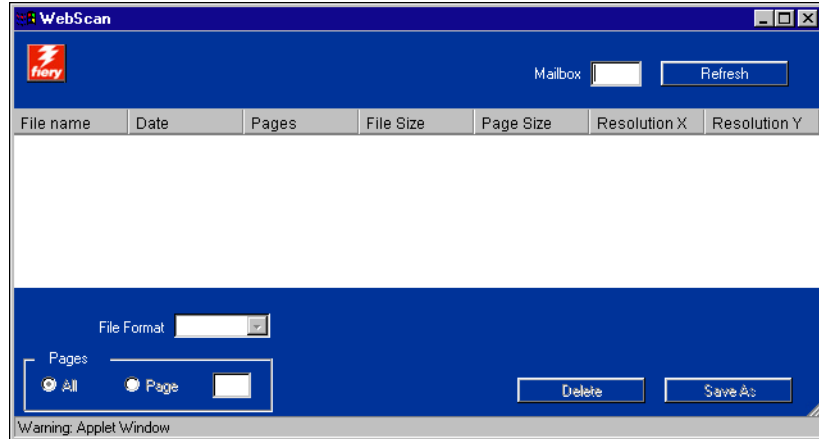 WebScan
fiery
Mailbox Refresh
File name Date Pages File Size Page Size Resolution X Resolution Y
File Format
Pages
All Page
Delete Save As
Warning: Applet Window